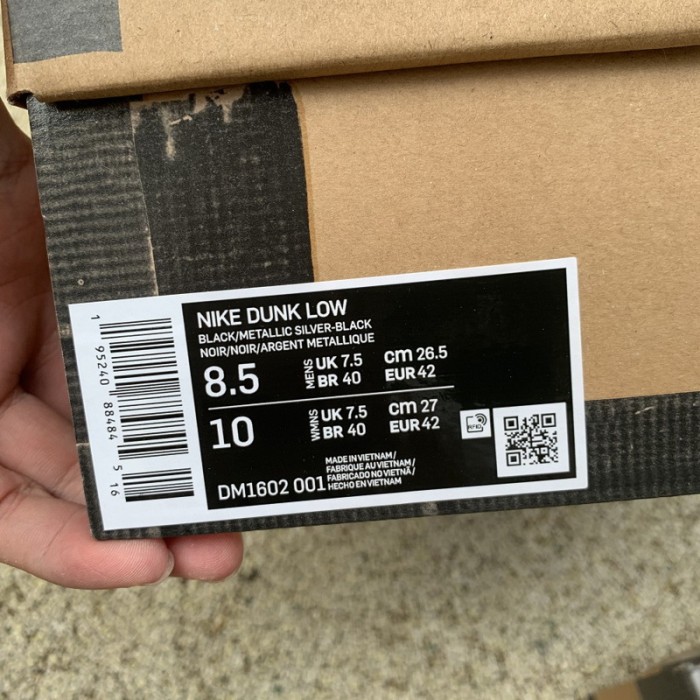 NIKE DUNK LOW
BLACK/METALLIC SILVER-BLACK
NOIR/NOIR/ARGENT METALLIQUE
8.5 MENS UK 7.5 cm 26.5
BR 40 EUR 42
10 WMNS UK 7.5 cm 27
BR 40 EUR 42
RFID
MADE IN VIETNAM/
FABRIQUE AU VIETNAM/
FABRICADO NO VIETNÃ/
HECHO EN VIETNAM
DM1602 001
1 95240 88484 5 16